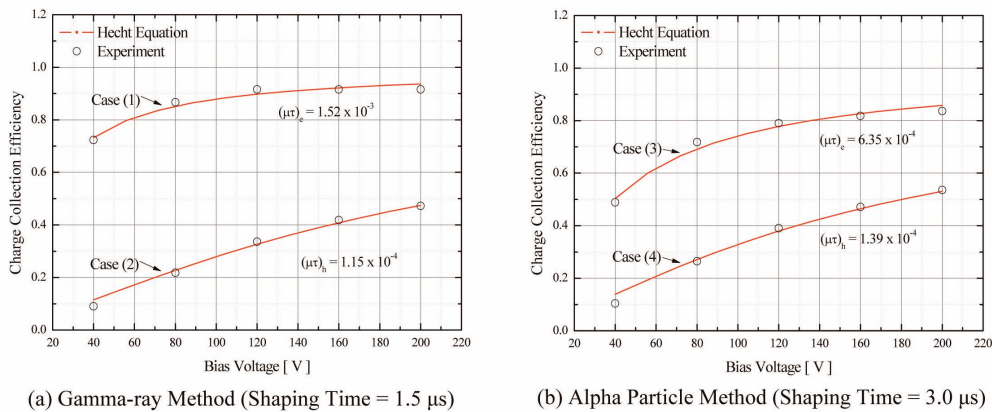 Hecht Equation
Experiment
1.2
1.0
0.8
0.6
0.4
0.2
0.0
Charge Collection Efficiency
Case (1)
(μτ)e = 1.52 x 10-3
Case (2)
(μτ)h = 1.15 x 10-4
20 40 60 80 100 120 140 160 180 200 220
Bias Voltage [ V ]
(a) Gamma-ray Method (Shaping Time = 1.5 μs)
Hecht Equation
Experiment
1.2
1.0
0.8
0.6
0.4
0.2
0.0
Charge Collection Efficiency
Case (3)
(μτ)e = 6.35 x 10-4
Case (4)
(μτ)h = 1.39 x 10-4
20 40 60 80 100 120 140 160 180 200 220
Bias Voltage [ V ]
(b) Alpha Particle Method (Shaping Time = 3.0 μs)